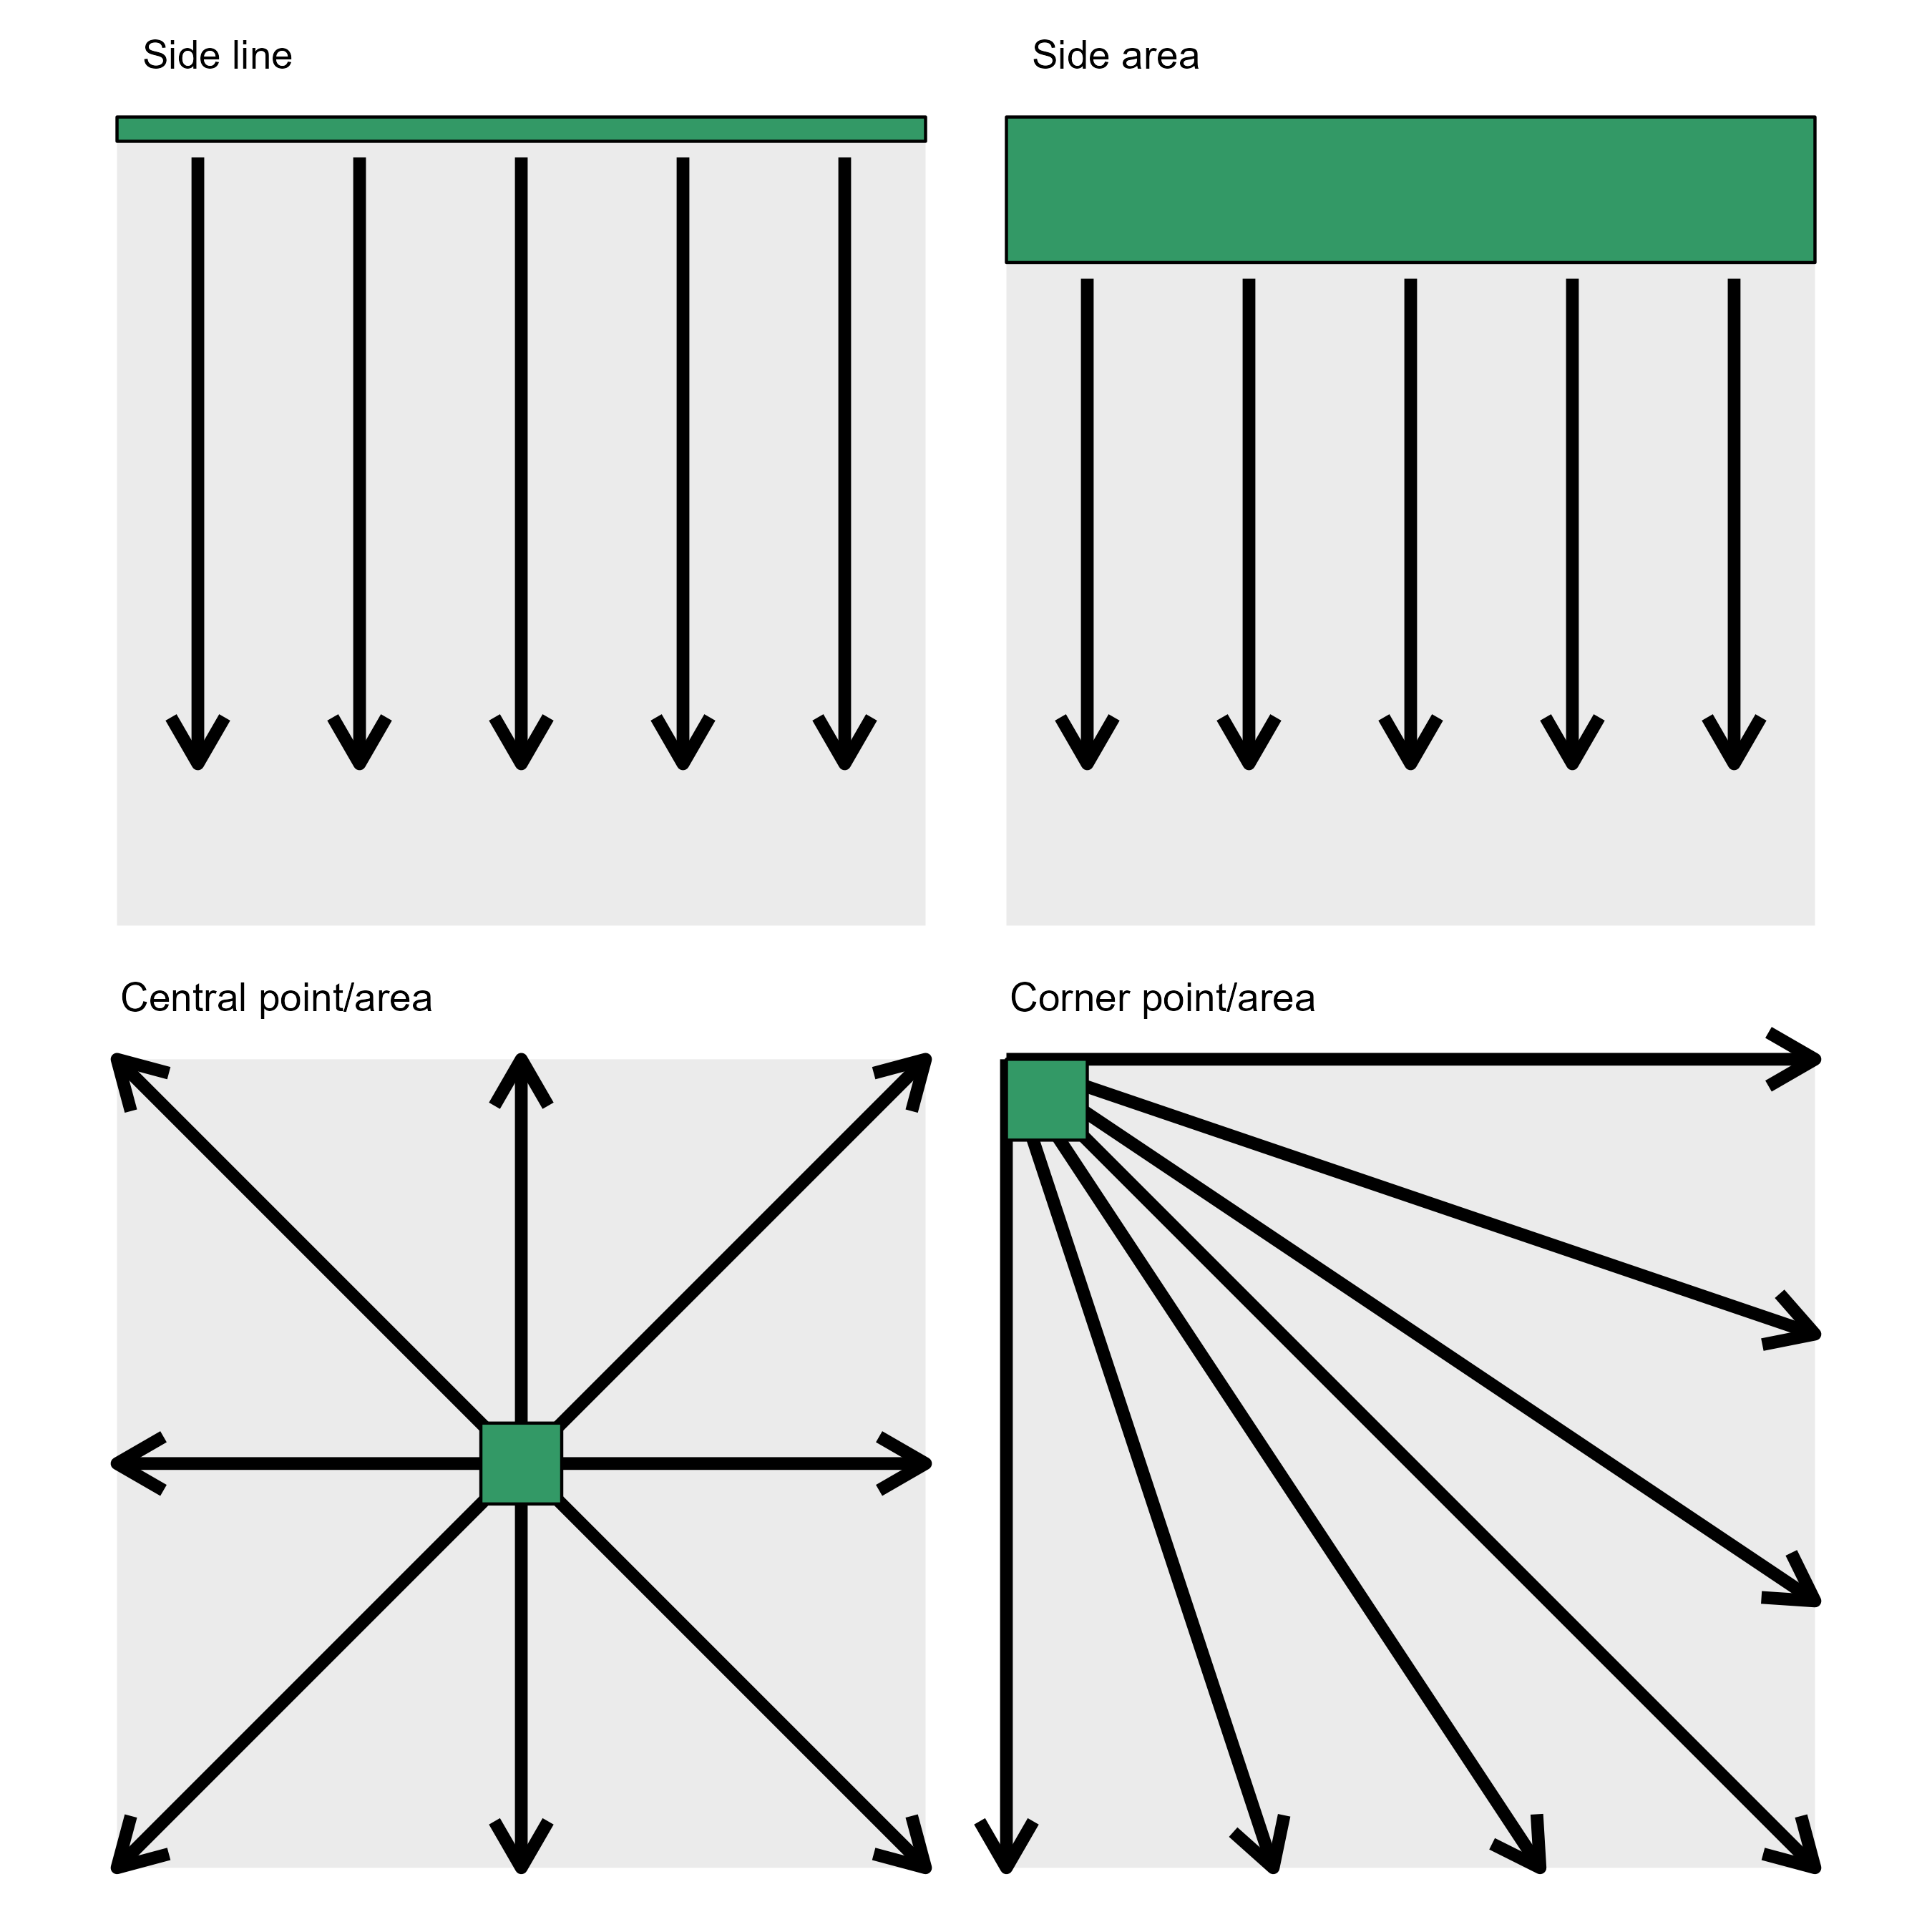 Side line
Side area
Central point/area
Corner point/area